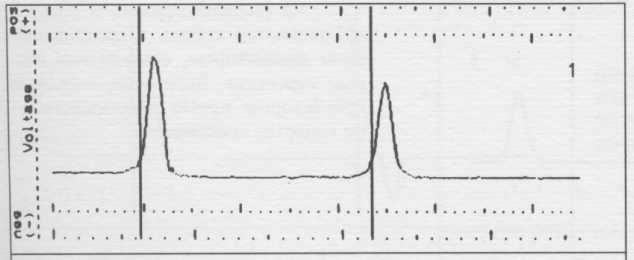 POS
(+)
Voltage
neg
(-)
1